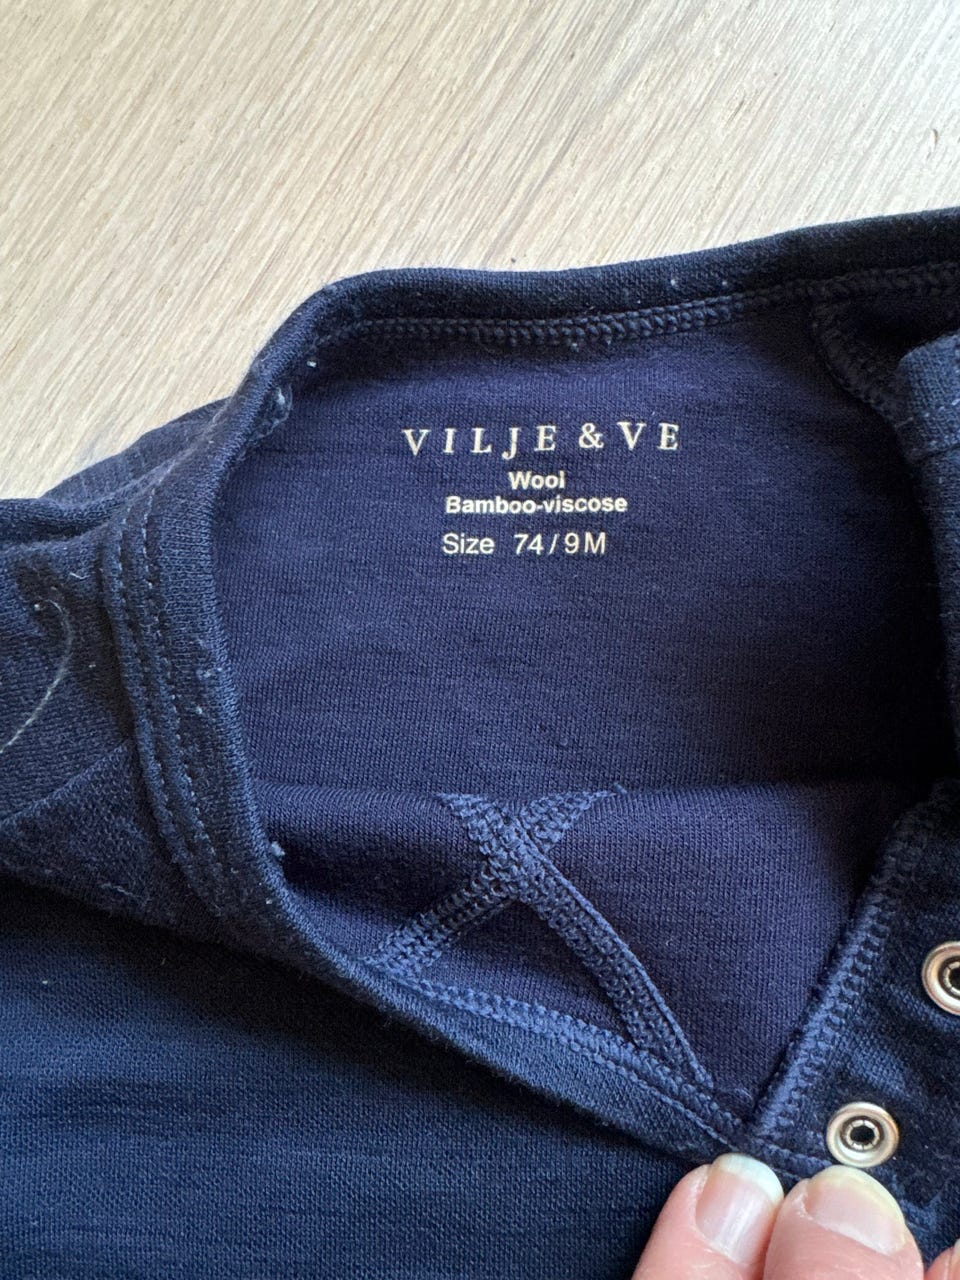 VILJE & VE
Wool
Bamboo-viscose
Size 74/9M